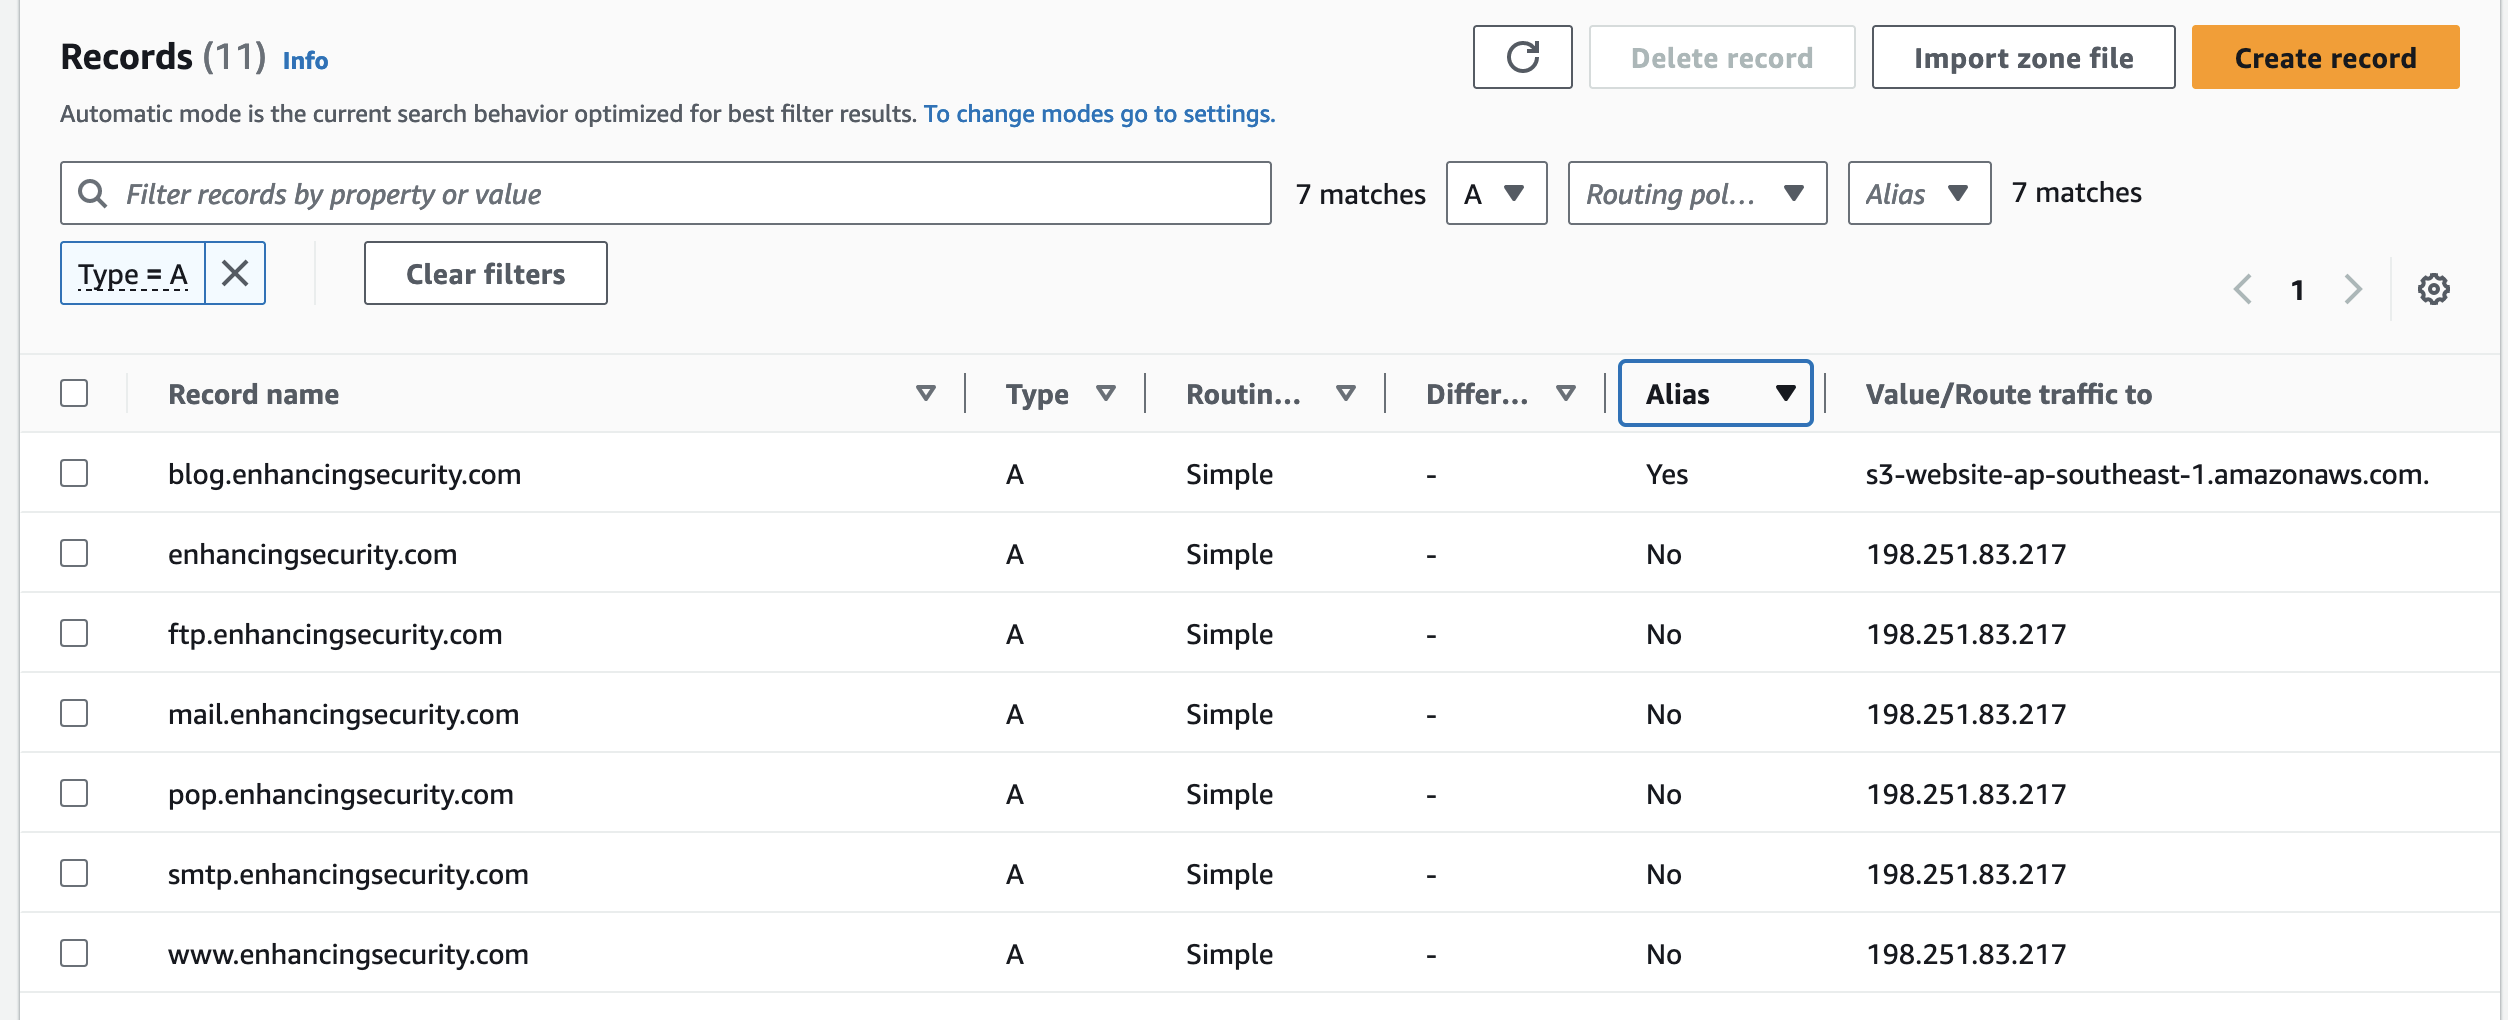 Records (11) Info
Delete record
Import zone file
Create record
Automatic mode is the current search behavior optimized for best filter results. To change modes go to settings.
Filter records by property or value
7 matches
A
Routing pol...
Alias
7 matches
Type = A
Clear filters
1
Record name Type Routin... Differ... Alias Value/Route traffic to
blog.enhancingsecurity.com A Simple - Yes s3-website-ap-southeast-1.amazonaws.com.
enhancingsecurity.com A Simple - No 198.251.83.217
ftp.enhancingsecurity.com A Simple - No 198.251.83.217
mail.enhancingsecurity.com A Simple - No 198.251.83.217
pop.enhancingsecurity.com A Simple - No 198.251.83.217
smtp.enhancingsecurity.com A Simple - No 198.251.83.217
www.enhancingsecurity.com A Simple - No 198.251.83.217